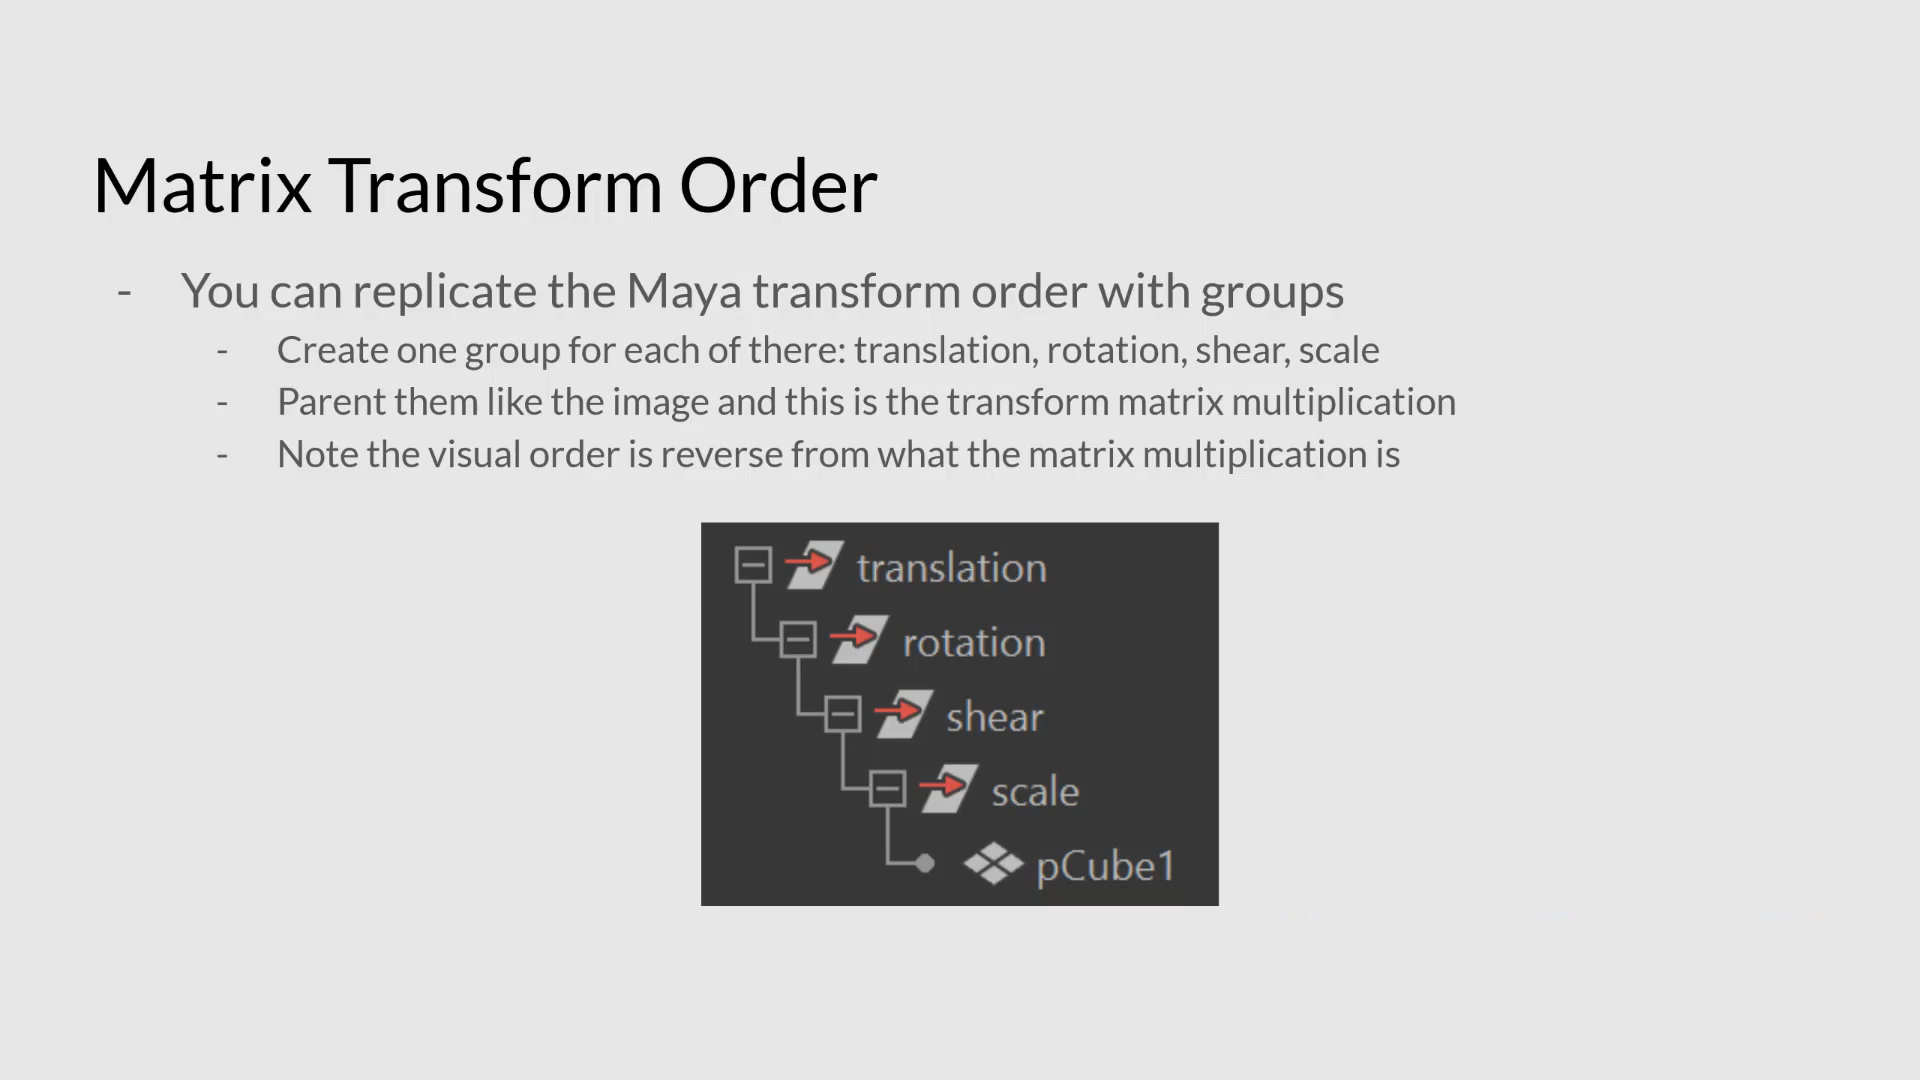 Matrix Transform Order
- You can replicate the Maya transform order with groups
- Create one group for each of there: translation, rotation, shear, scale
- Parent them like the image and this is the transform matrix multiplication
- Note the visual order is reverse from what the matrix multiplication is
translation
rotation
shear
scale
pCube1